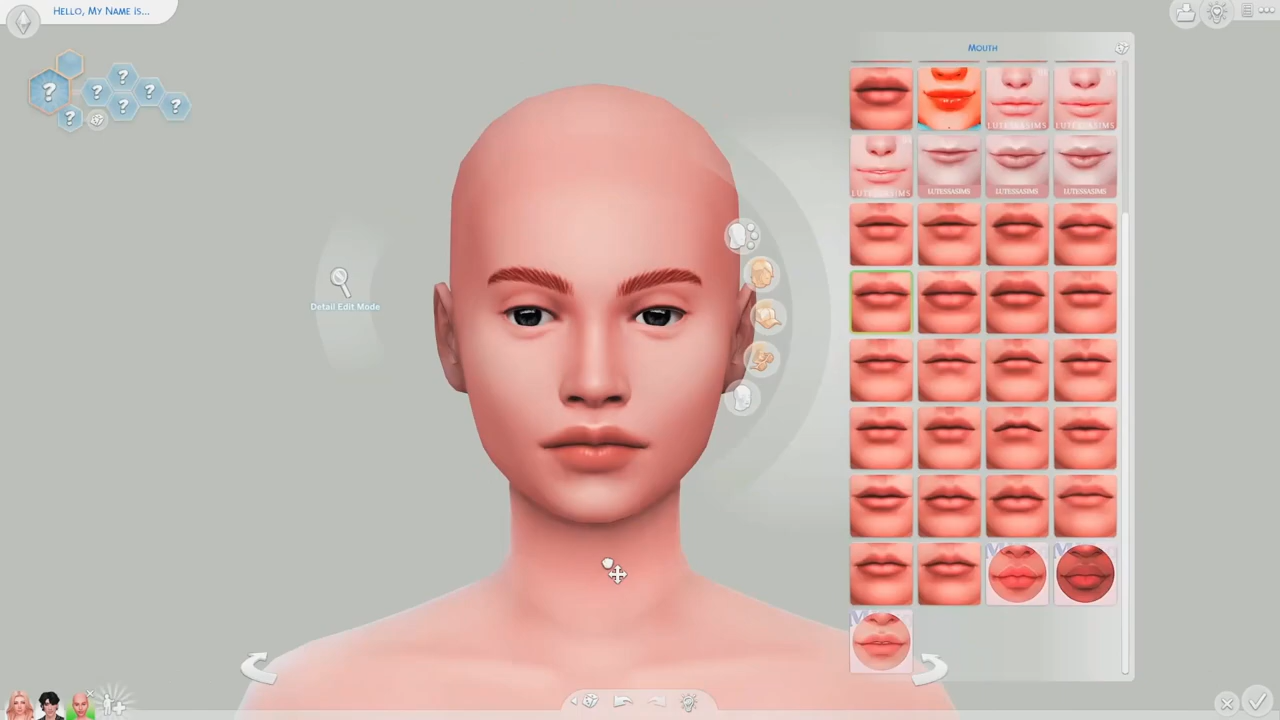 Hello, My Name is...
Mouth
LUTESSASIMS
LUTESSASIMS
LUTESSASIMS
LUTESSASIMS
LUTESSASIMS
LUTESSASIMS
? ? ? ? ? ? ?
Detail Edit Mode